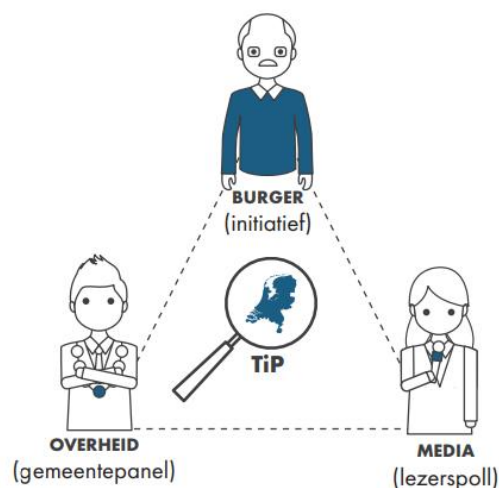 BURGER
(initiatief)
TiP
OVERHEID
(gemeentepanel)
MEDIA
(lezerspoll)